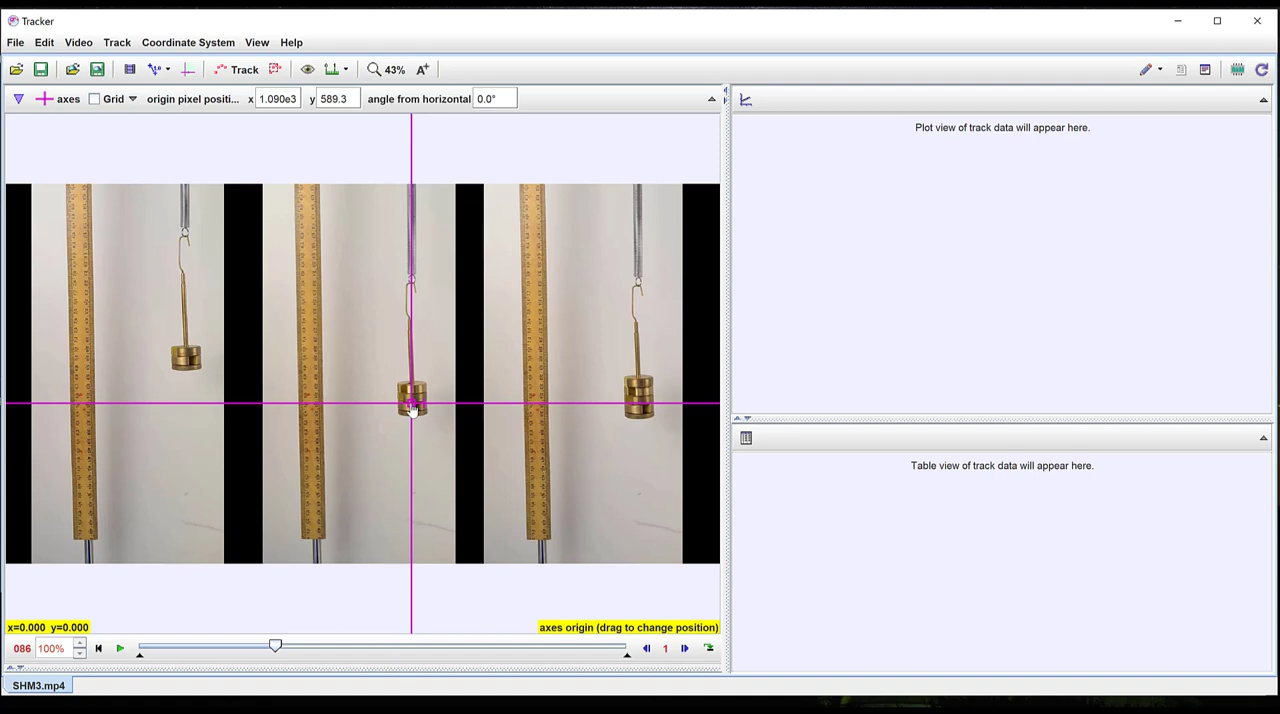 Tracker
File Edit Video Track Coordinate System View Help
Track 43% A+
axes Grid origin pixel positi... x 1.090e3 y 589.3 angle from horizontal 0.0°
Plot view of track data will appear here.
Table view of track data will appear here.
x=0.000 y=0.000
axes origin (drag to change position)
086 100% 1
SHM3.mp4